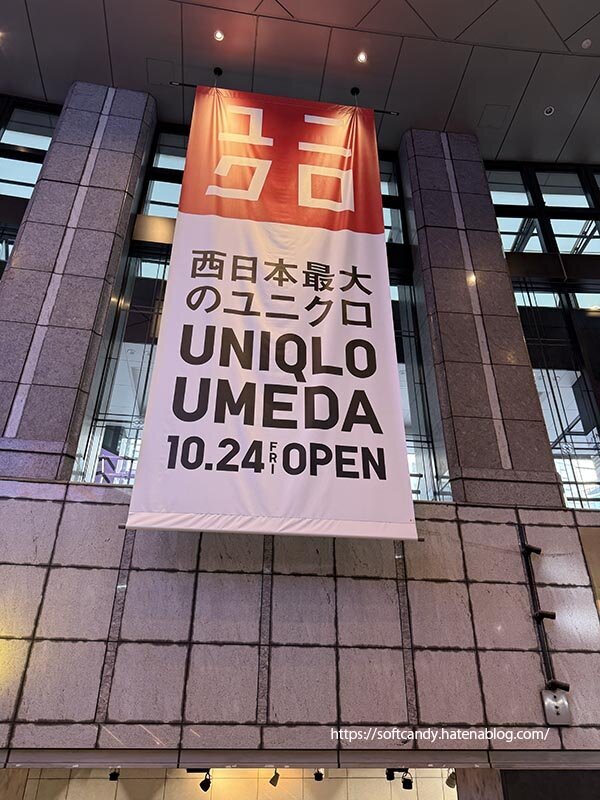 ユニ
クロ
西日本最大
のユニクロ
UNIQLO
UMEDA
10.24 FRI OPEN
https://softcandy.hatenablog.com/